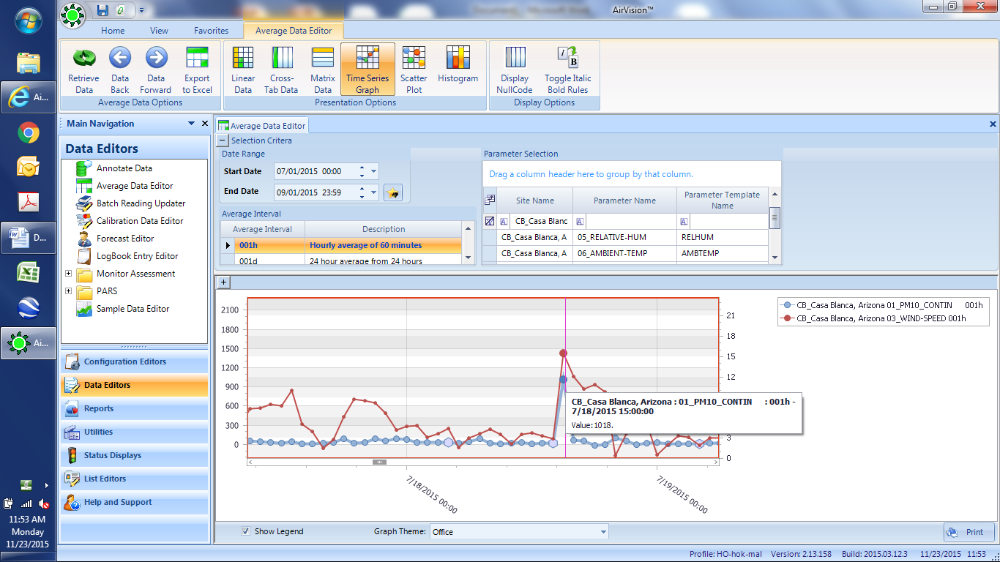 AirVision™
Home View Favorites Average Data Editor
Retrieve Data
Data Back
Data Forward
Export to Excel
Linear Data
Cross-Tab Data
Matrix Data
Time Series Graph
Scatter Plot
Histogram
Display NullCode
Toggle Italic Bold Rules
Average Data Options
Presentation Options
Display Options
Ai...
D...
Ai...
11:53 AM
Monday
11/23/2015
Main Navigation
Data Editors
Annotate Data
Average Data Editor
Batch Reading Updater
Calibration Data Editor
Forecast Editor
LogBook Entry Editor
Monitor Assessment
PARS
Sample Data Editor
Configuration Editors
Data Editors
Reports
Utilities
Status Displays
List Editors
Help and Support
Average Data Editor
Selection Critera
Date Range
Start Date 07/01/2015 00:00
End Date 09/01/2015 23:59
Average Interval
Average Interval Description
001h Hourly average of 60 minutes
001d 24 hour average from 24 hours
Parameter Selection
Drag a column header here to group by that column.
Site Name Parameter Name Parameter Template Name
CB_Casa Blanc
CB_Casa Blanca, A 05_RELATIVE-HUM RELHUM
CB_Casa Blanca, A 06_AMBIENT-TEMP AMBTEMP
2100
1800
1500
1200
900
600
300
0
21
18
15
12
3
0
CB_Casa Blanca, Arizona 01_PM10_CONTIN 001h
CB_Casa Blanca, Arizona 03_WIND-SPEED 001h
CB_Casa Blanca, Arizona : 01_PM10_CONTIN : 001h -
7/18/2015 15:00:00
Value:1018.
7/18/2015 00:00
7/19/2015 00:00
Show Legend
Graph Theme: Office
Print
Profile: HO-hok-mal Version: 2.13.158 Build: 2015.03.12.3 11/23/2015 11:53